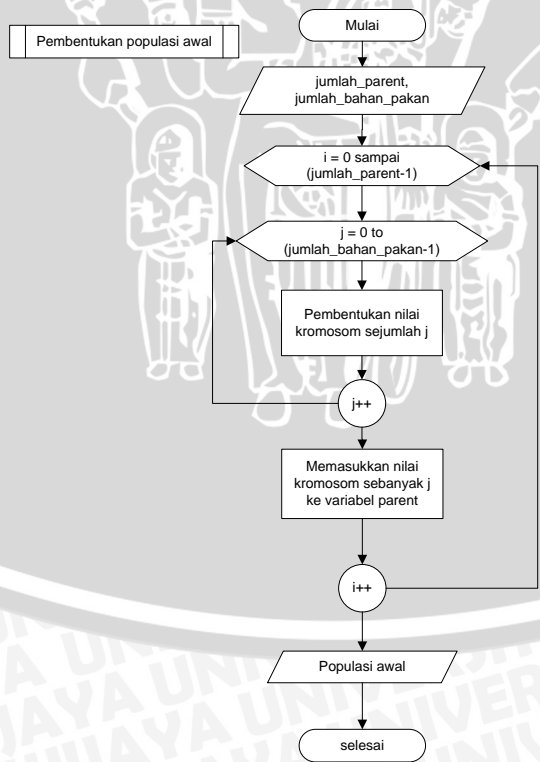 Pembentukan populasi awal
Mulai
jumlah_parent,
jumlah_bahan_pakan
i = 0 sampai
(jumlah_parent-1)
j = 0 to
(jumlah_bahan_pakan-1)
Pembentukan nilai
kromosom sejumlah j
j++
Memasukkan nilai
kromosom sebanyak j
ke variabel parent
i++
Populasi awal
selesai